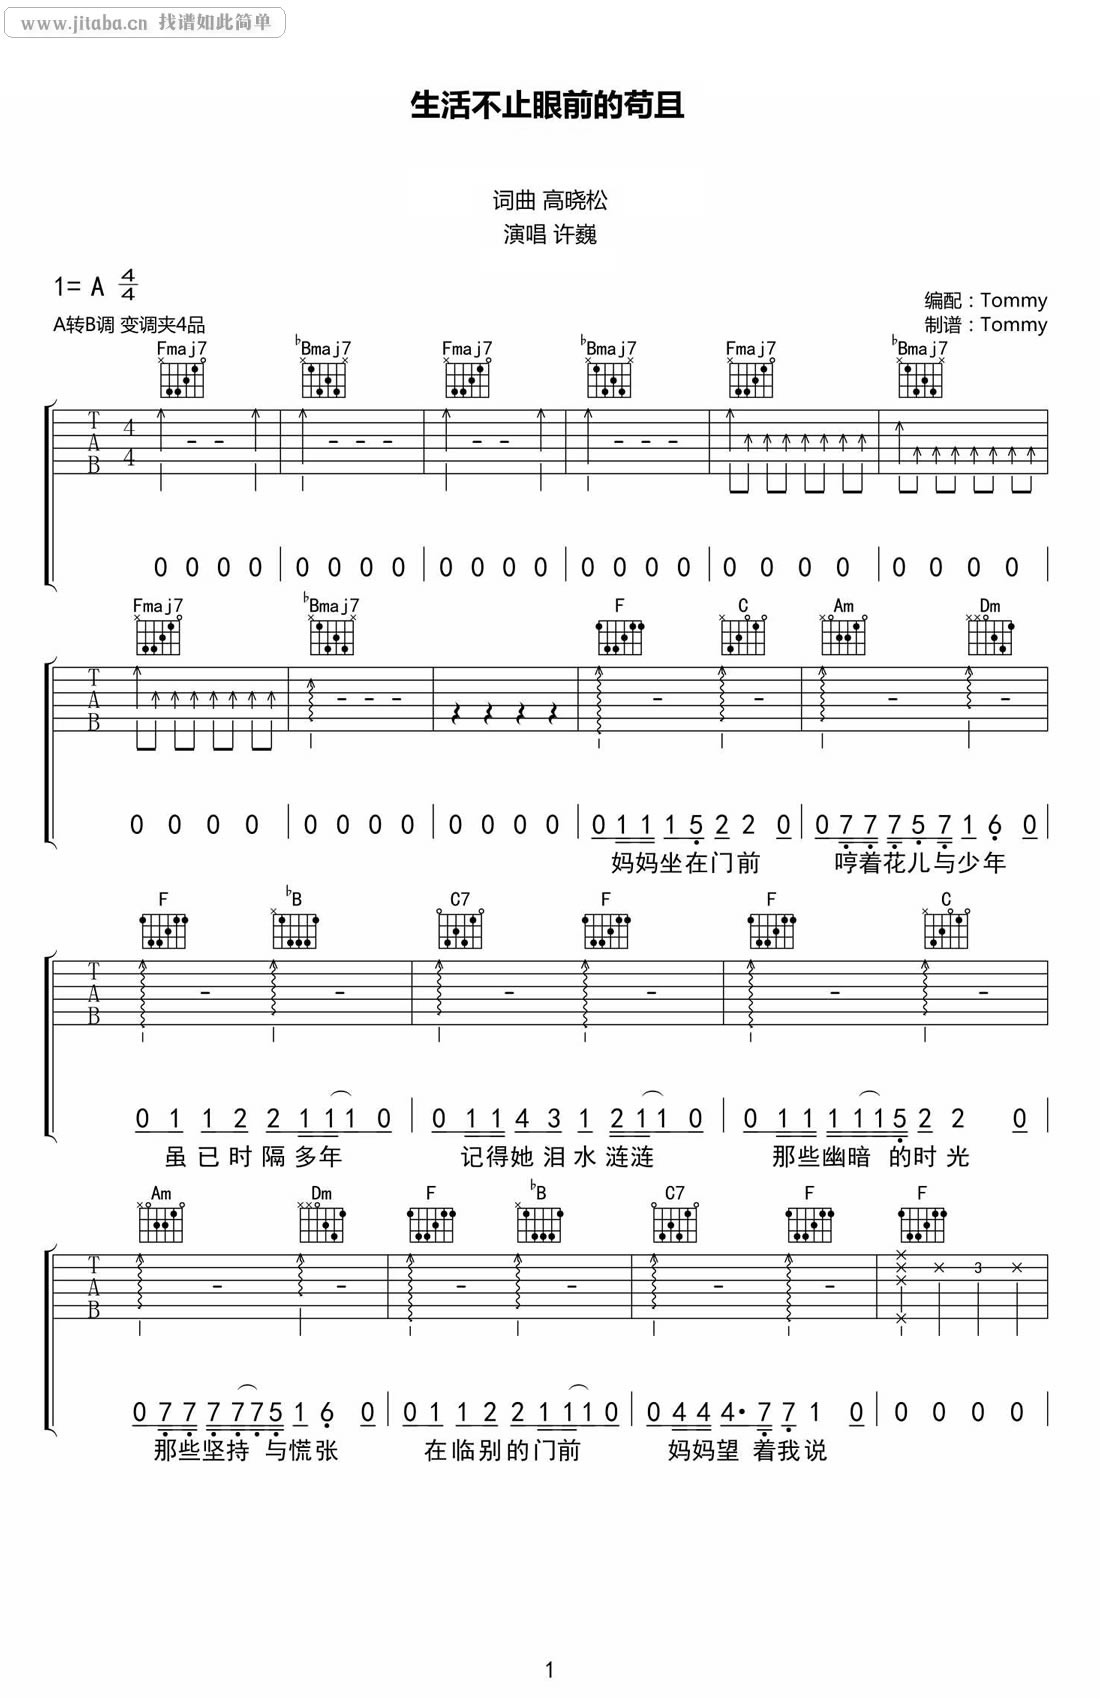 www.jitaba.cn 找谱如此简单
生活不止眼前的苟且
词曲 高晓松
演唱 许巍
1= A 4/4
A转B调 变调夹4品
编配：Tommy
制谱：Tommy
Fmaj7 ♭Bmaj7 Fmaj7 ♭Bmaj7 Fmaj7 ♭Bmaj7
T A B 4 4
0 0 0 0 | 0 0 0 0 | 0 0 0 0 | 0 0 0 0 | 0 0 0 0 | 0 0 0 0
Fmaj7 ♭Bmaj7 F C Am Dm
T A B
0 0 0 0 | 0 0 0 0 | 0 0 0 0 | 0 1 1 1 5 2 2 0 | 0 7 7 7 5 7 1 6 0
妈妈坐在门前 哼着花儿与少年
F ♭B C7 F F C
T A B
0 1 1 2 2 1 1 1 0 | 0 1 1 4 3 1 2 1 1 0 | 0 1 1 1 1 1 5 2 2 0
虽已时隔多年 记得她泪水涟涟 那些幽暗 的时光
Am Dm F ♭B C7 F F
T A B 3
0 7 7 7 7 7 5 1 6 0 | 0 1 1 2 2 1 1 1 0 | 0 4 4 4· 7 7 1 0 | 0 0 0 0
那些坚持 与慌张 在临别的门前 妈妈望 着我说
1